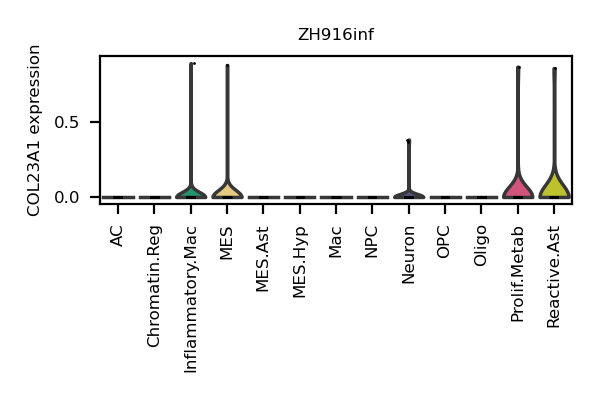 ZH916inf
COL23A1 expression
0.5
0.0
AC
Chromatin.Reg
Inflammatory.Mac
MES
MES.Ast
MES.Hyp
Mac
NPC
Neuron
OPC
Oligo
Prolif.Metab
Reactive.Ast